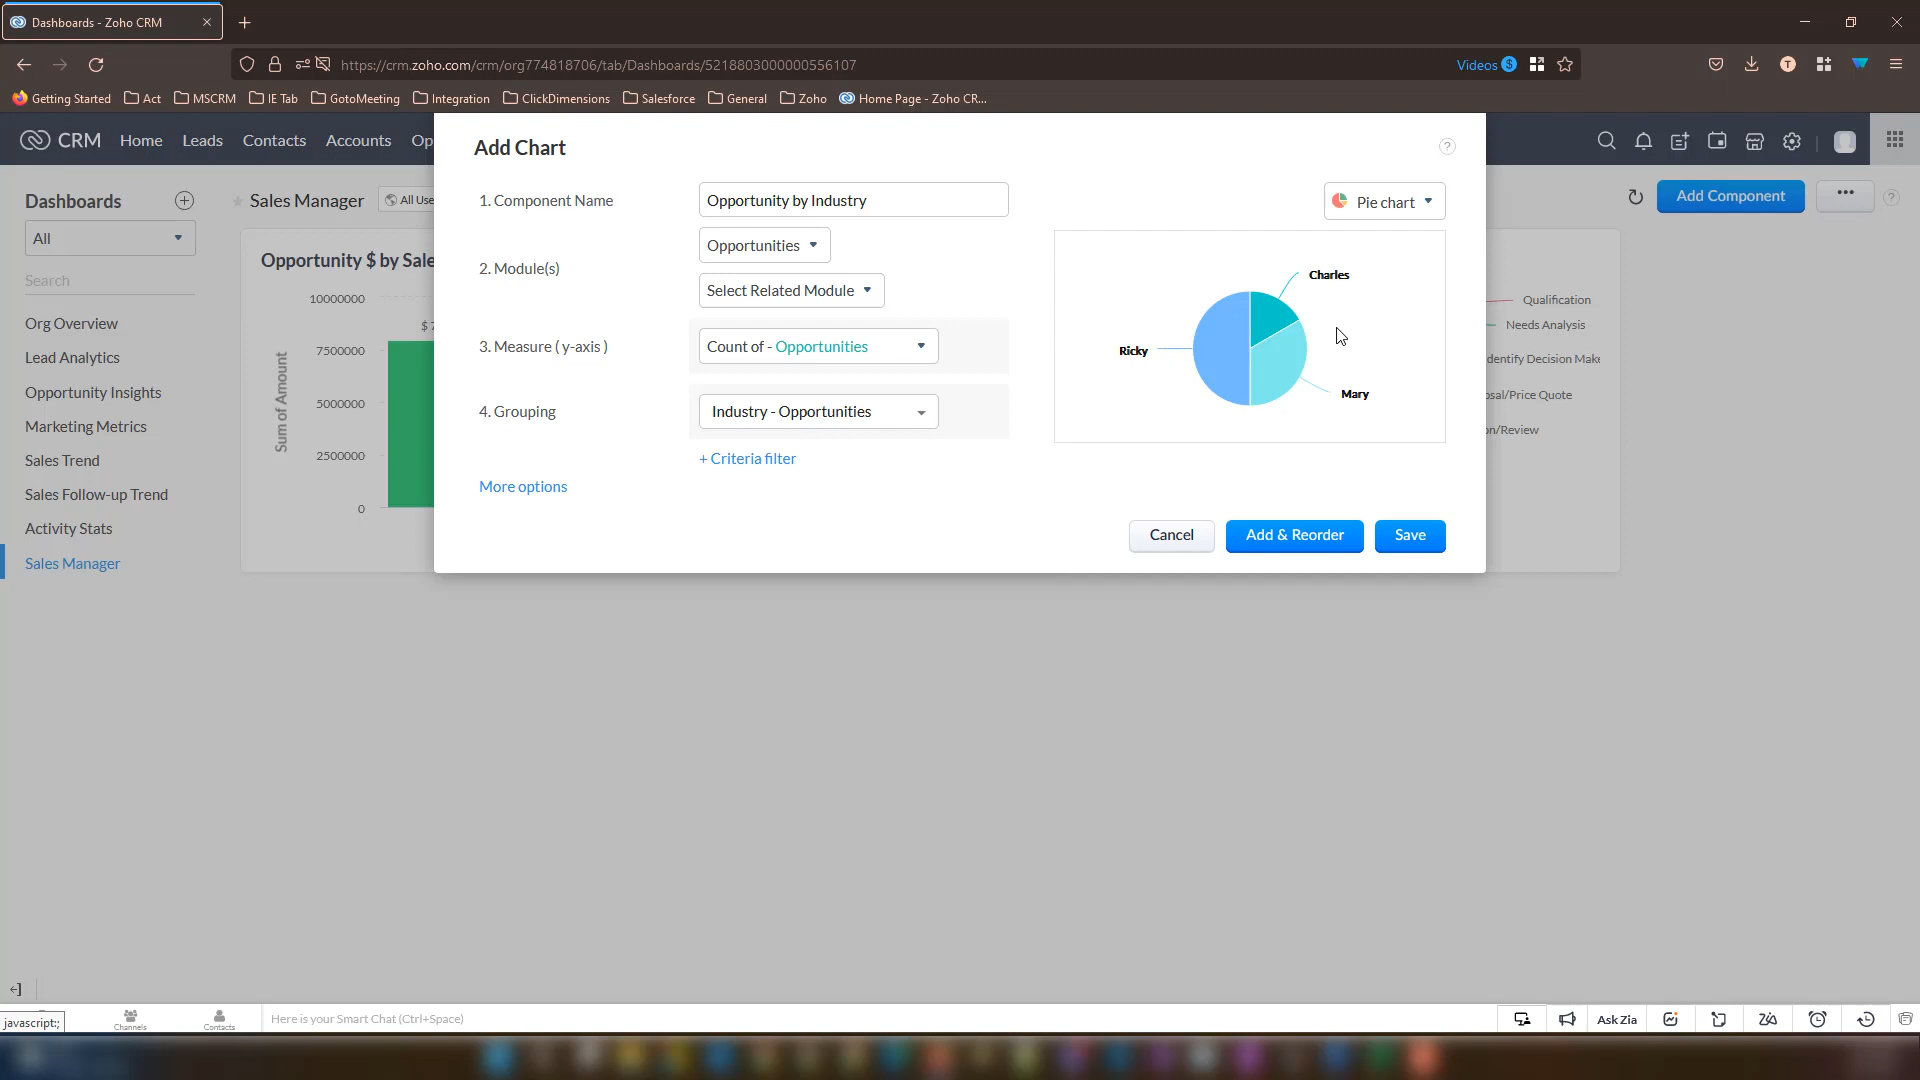 Dashboards - Zoho CRM
https://crm.zoho.com/crm/org774818706/tab/Dashboards/5218803000000556107
Videos
Getting Started Act MSCRM IE Tab GotoMeeting Integration ClickDimensions Salesforce General Zoho Home Page - Zoho CR...
CRM Home Leads Contacts Accounts Op
Add Chart
?
Dashboards
Sales Manager All Use
Add Component
...
?
All
Search
Org Overview
Lead Analytics
Opportunity Insights
Marketing Metrics
Sales Trend
Sales Follow-up Trend
Activity Stats
Sales Manager
Opportunity $ by Sale
Sum of Amount
10000000
$ 7
7500000
5000000
2500000
0
1. Component Name Opportunity by Industry
2. Module(s) Opportunities
Select Related Module
3. Measure ( y-axis ) Count of - Opportunities
4. Grouping Industry - Opportunities
+ Criteria filter
More options
Pie chart
Charles
Ricky
Mary
Cancel Add & Reorder Save
Qualification
Needs Analysis
dentify Decision Make
osal/Price Quote
on/Review
javascript:;
Channels
Contacts
Here is your Smart Chat (Ctrl+Space)
Ask Zia